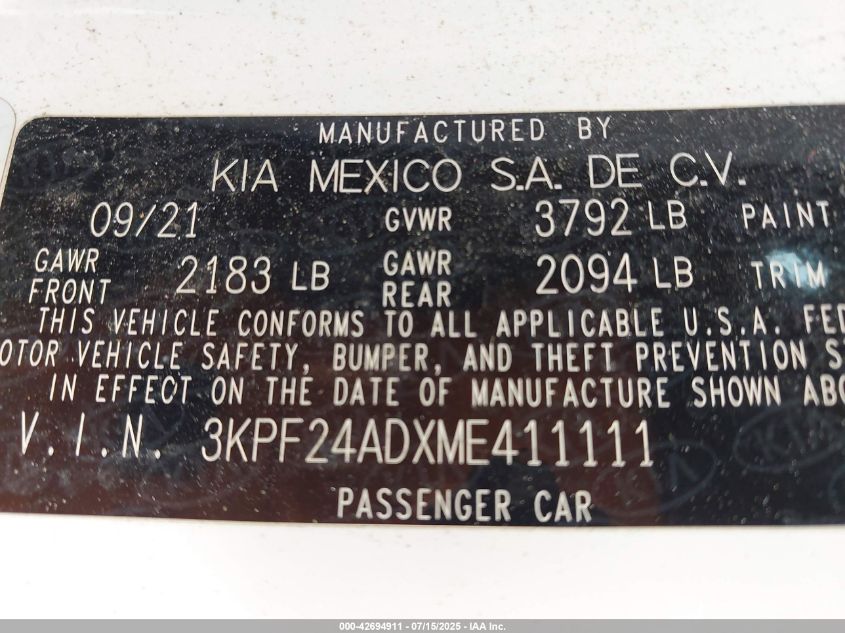 MANUFACTURED BY
KIA MEXICO S.A. DE C.V.
09/21 GVWR 3792 LB PAINT
GAWR FRONT 2183 LB GAWR REAR 2094 LB TRIM
THIS VEHICLE CONFORMS TO ALL APPLICABLE U.S.A. FED
OTOR VEHICLE SAFETY, BUMPER, AND THEFT PREVENTION S
IN EFFECT ON THE DATE OF MANUFACTURE SHOWN ABO
V.I.N. 3KPF24ADXME411111
PASSENGER CAR
000-42694911 - 07/15/2025 - IAA Inc.